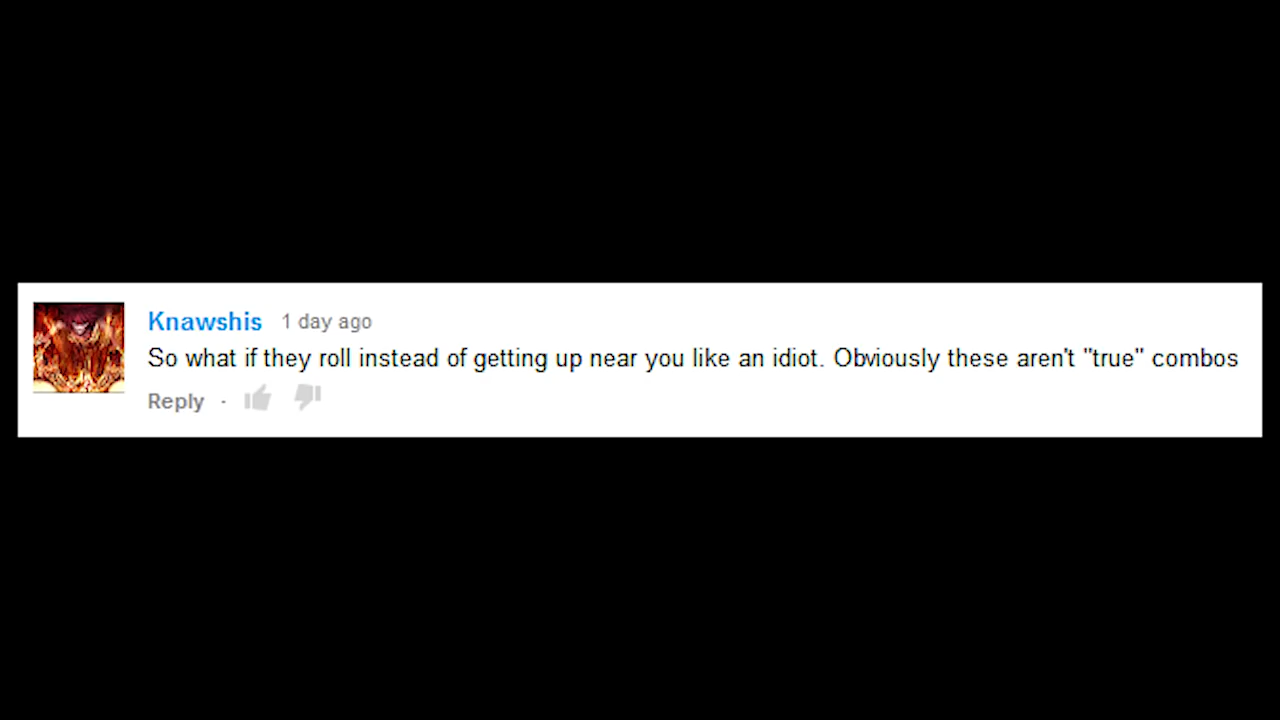 Knawshis 1 day ago
So what if they roll instead of getting up near you like an idiot. Obviously these aren't "true" combos
Reply ·